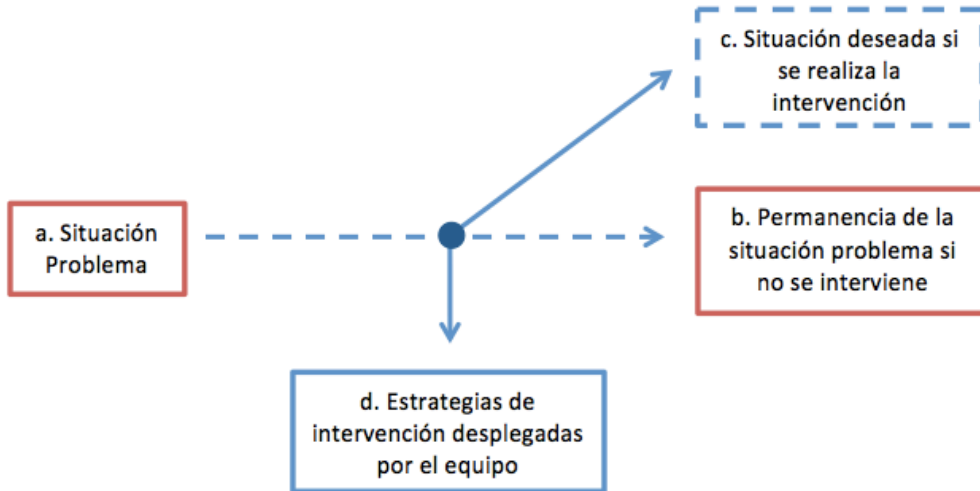 c. Situación deseada si
se realiza la
intervención
a. Situación
Problema
b. Permanencia de la
situación problema si
no se interviene
d. Estrategias de
intervención desplegadas
por el equipo